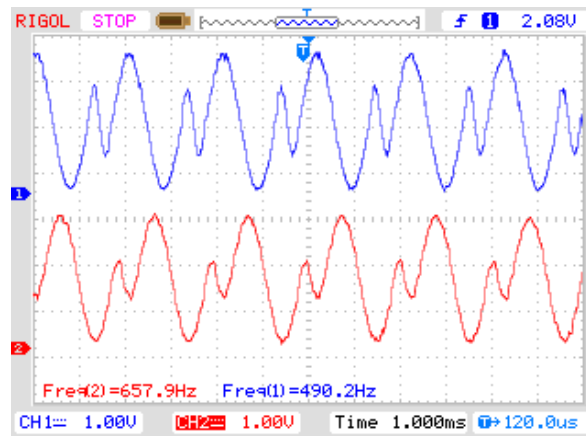 RIGOL STOP T 1 2.08V
T
1
2
Freq(2)=657.9Hz Freq(1)=490.2Hz
CH1 1.00V CH2 1.00V Time 1.000ms T→120.0us